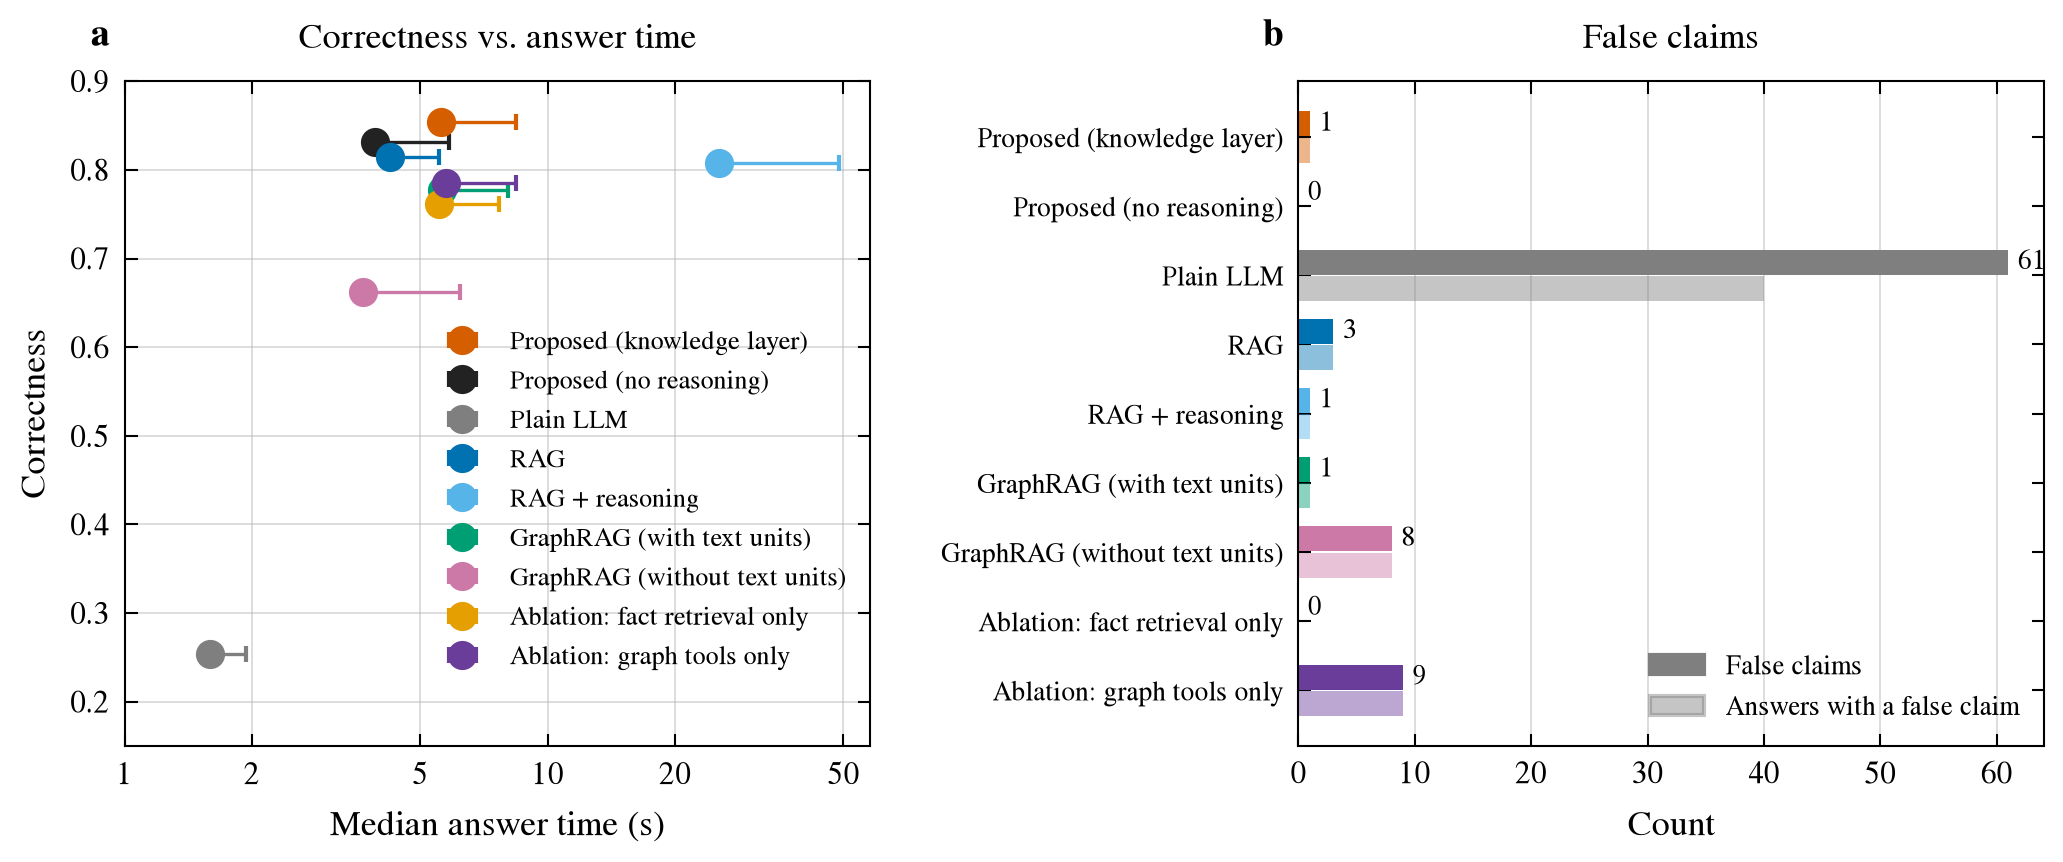 a
Correctness vs. answer time
0.9
0.8
0.7
0.6
0.5
0.4
0.3
0.2
Correctness
Proposed (knowledge layer)
Proposed (no reasoning)
Plain LLM
RAG
RAG + reasoning
GraphRAG (with text units)
GraphRAG (without text units)
Ablation: fact retrieval only
Ablation: graph tools only
1 2 5 10 20 50
Median answer time (s)
b
False claims
Proposed (knowledge layer) 1
Proposed (no reasoning) 0
Plain LLM 61
RAG 3
RAG + reasoning 1
GraphRAG (with text units) 1
GraphRAG (without text units) 8
Ablation: fact retrieval only 0
Ablation: graph tools only 9
False claims
Answers with a false claim
0 10 20 30 40 50 60
Count